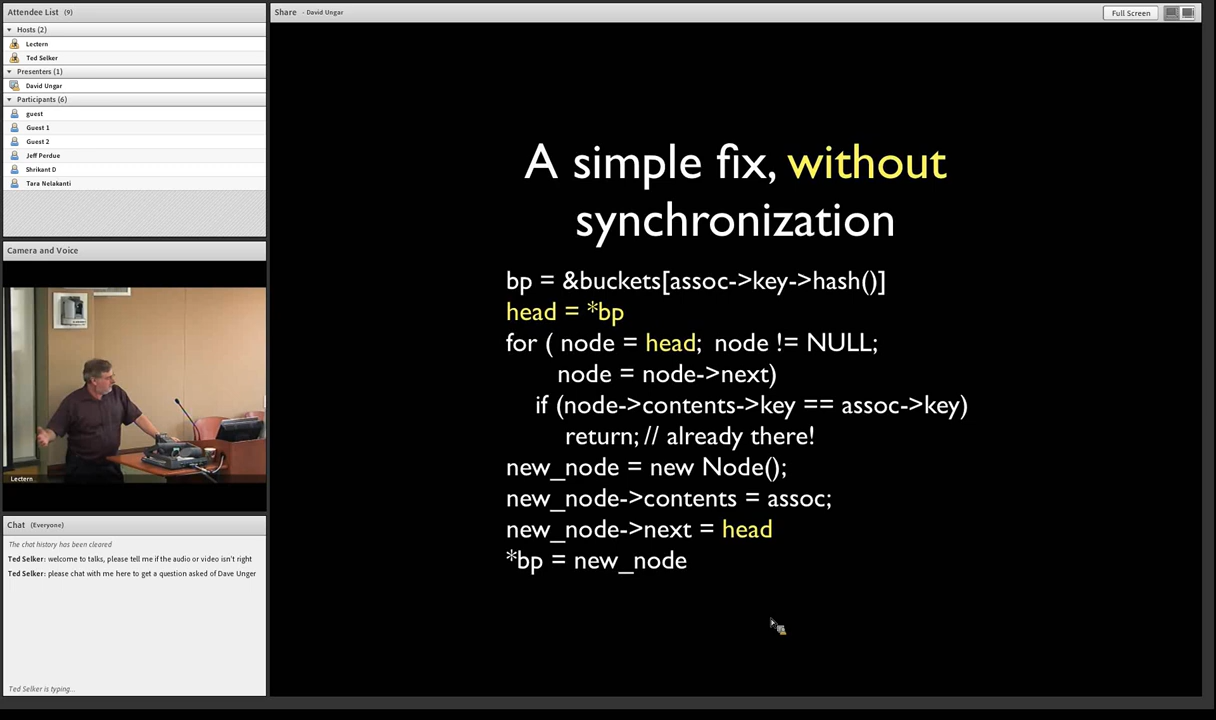 Attendee List (9)
Hosts (2)
Lectern
Ted Selker
Presenters (1)
David Ungar
Participants (6)
guest
Guest 1
Guest 2
Jeff Perdue
Shrikant D
Tara Nelakanti
Camera and Voice
Lectern
Chat (Everyone)
The chat history has been cleared
Ted Selker: welcome to talks, please tell me if the audio or video isn't right
Ted Selker: please chat with me here to get a question asked of Dave Unger
Ted Selker is typing...
Share - David Ungar
Full Screen
A simple fix, without
synchronization
bp = &buckets[assoc->key->hash()]
head = *bp
for ( node = head; node != NULL;
node = node->next)
if (node->contents->key == assoc->key)
return; // already there!
new_node = new Node();
new_node->contents = assoc;
new_node->next = head
*bp = new_node